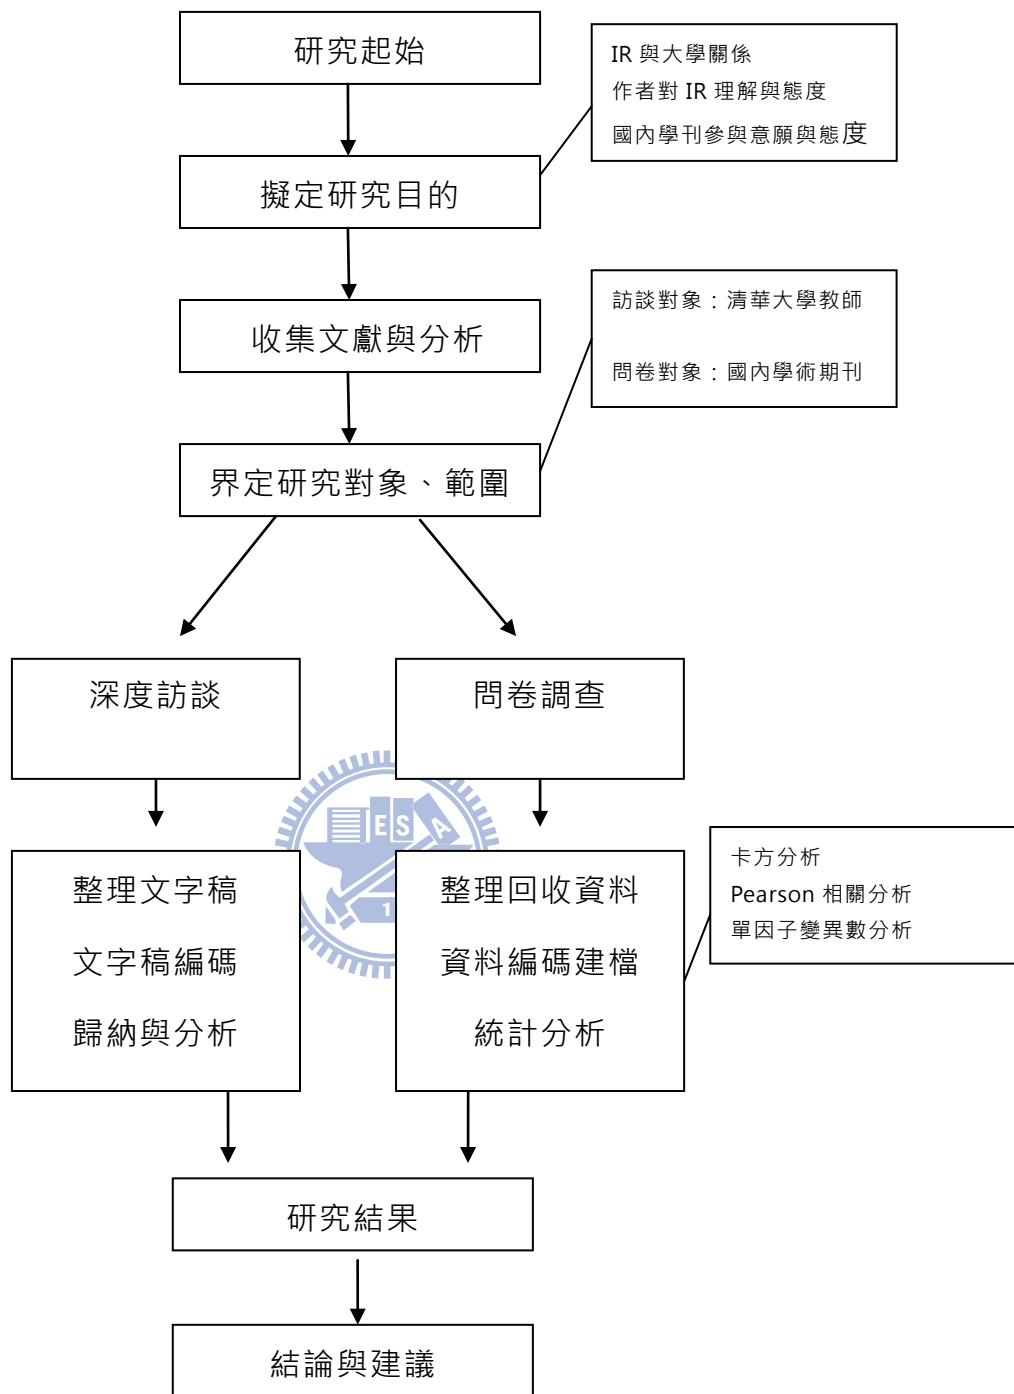 研究起始
IR 與大學關係
作者對 IR 理解與態度
國內學刊參與意願與態度
擬定研究目的
收集文獻與分析
訪談對象：清華大學教師
問卷對象：國內學術期刊
界定研究對象、範圍
深度訪談
問卷調查
E S A
1
整理文字稿
文字稿編碼
歸納與分析
整理回收資料
資料編碼建檔
統計分析
卡方分析
Pearson 相關分析
單因子變異數分析
研究結果
結論與建議